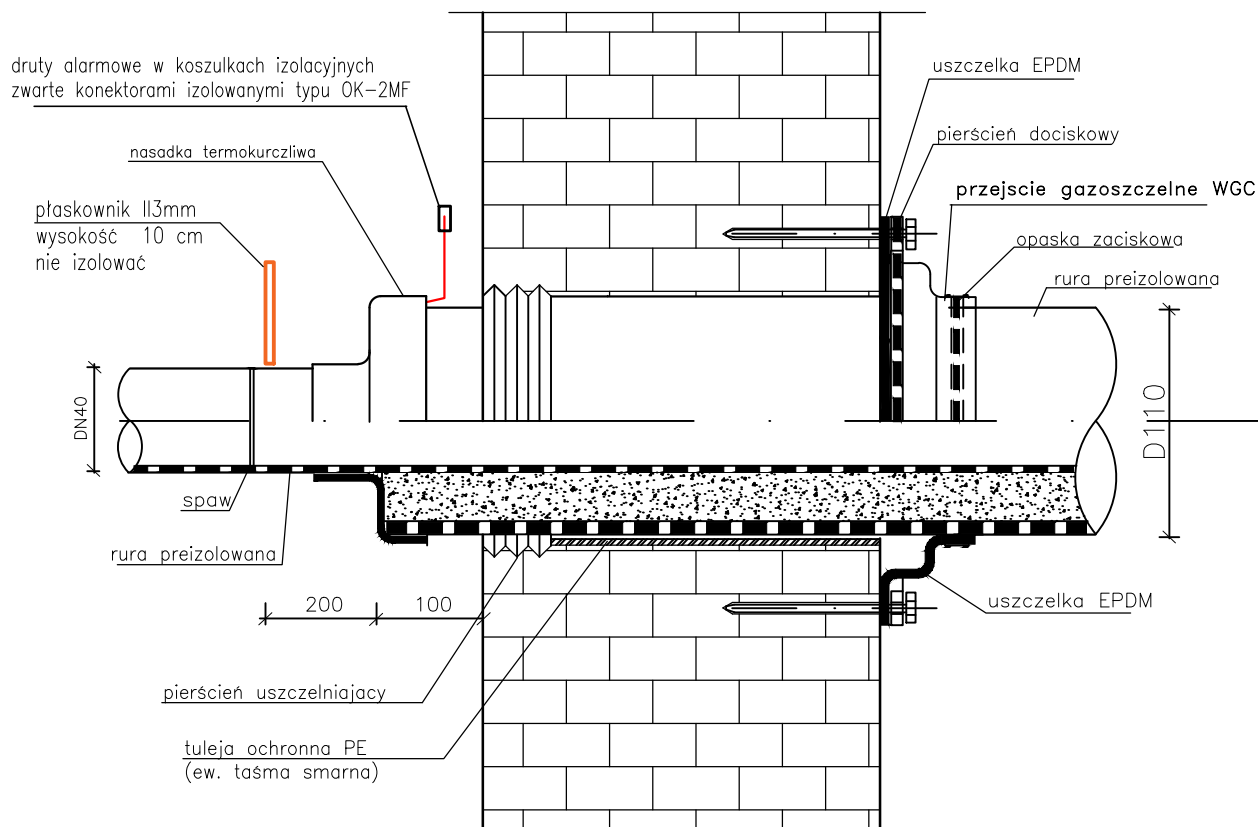 druty alarmowe w koszulkach izolacyjnych
zwarte konektorami izolowanymi typu OK-2MF
nasadka termokurczliwa
płaskownik II3mm
wysokość 10 cm
nie izolować
uszczelka EPDM
pierścień dociskowy
przejscie gazoszczelne WGC
opaska zaciskowa
rura preizolowana
DN40
D110
spaw
rura preizolowana
200
100
uszczelka EPDM
pierścień uszczelniajacy
tuleja ochronna PE
(ew. taśma smarna)